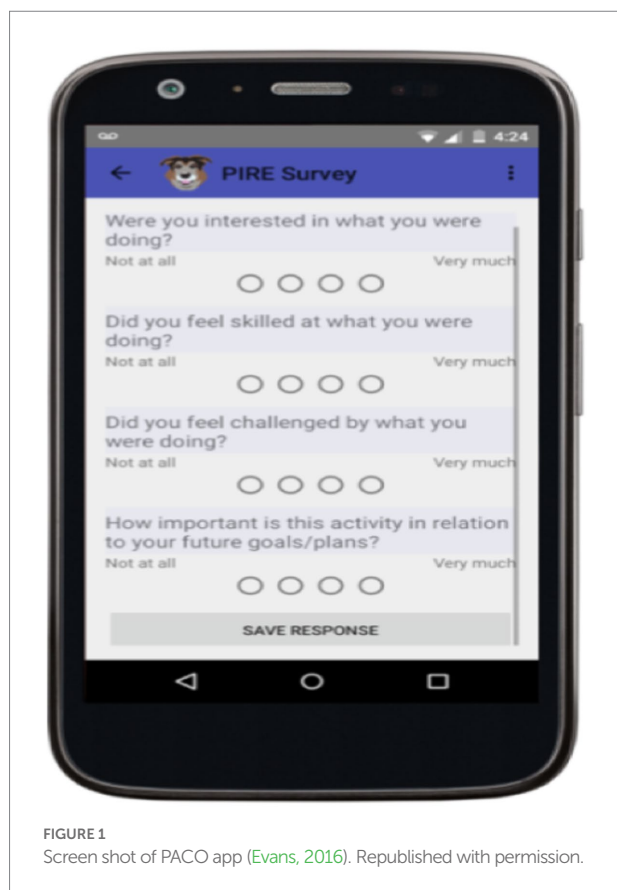 4:24
PIRE Survey
Were you interested in what you were
doing?
Not at all Very much
Did you feel skilled at what you were
doing?
Not at all Very much
Did you feel challenged by what you
were doing?
Not at all Very much
How important is this activity in relation
to your future goals/plans?
Not at all Very much
SAVE RESPONSE
FIGURE 1
Screen shot of PACO app (Evans, 2016). Republished with permission.